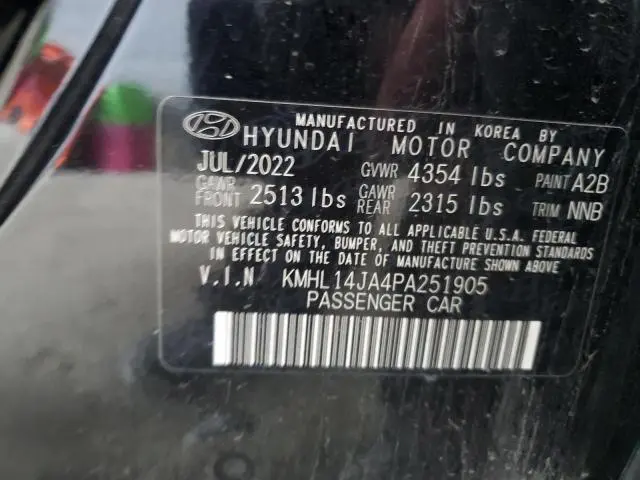 MANUFACTURED IN KOREA BY
HYUNDAI MOTOR COMPANY
JUL/2022 GVWR 4354 lbs PAINT A2B
GAWR FRONT 2513 lbs GAWR REAR 2315 lbs TRIM NNB
THIS VEHICLE CONFORMS TO ALL APPLICABLE U.S.A. FEDERAL
MOTOR VEHICLE SAFETY, BUMPER, AND THEFT PREVENTION STANDARDS
IN EFFECT ON THE DATE OF MANUFACTURE SHOWN ABOVE.
V.I.N KMHL14JA4PA251905
PASSENGER CAR